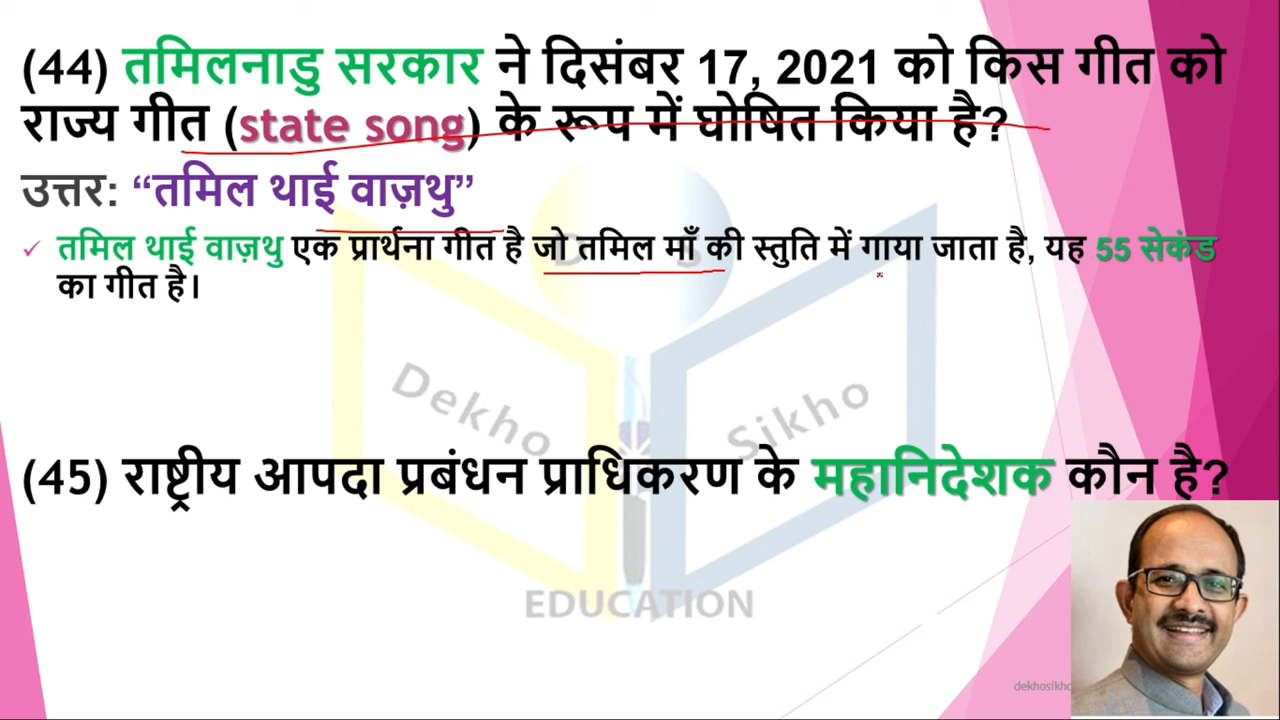 (44) तमिलनाडु सरकार ने दिसंबर 17, 2021 को किस गीत को
राज्य गीत (state song) के रूप में घोषित किया है?
उत्तर: “तमिल थाई वाज़थु”
✓ तमिल थाई वाज़थु एक प्रार्थना गीत है जो तमिल माँ की स्तुति में गाया जाता है, यह 55 सेकंड
का गीत है।
D S
Dekho Sikho
(45) राष्ट्रीय आपदा प्रबंधन प्राधिकरण के महानिदेशक कौन है?
EDUCATION
dekhosikho